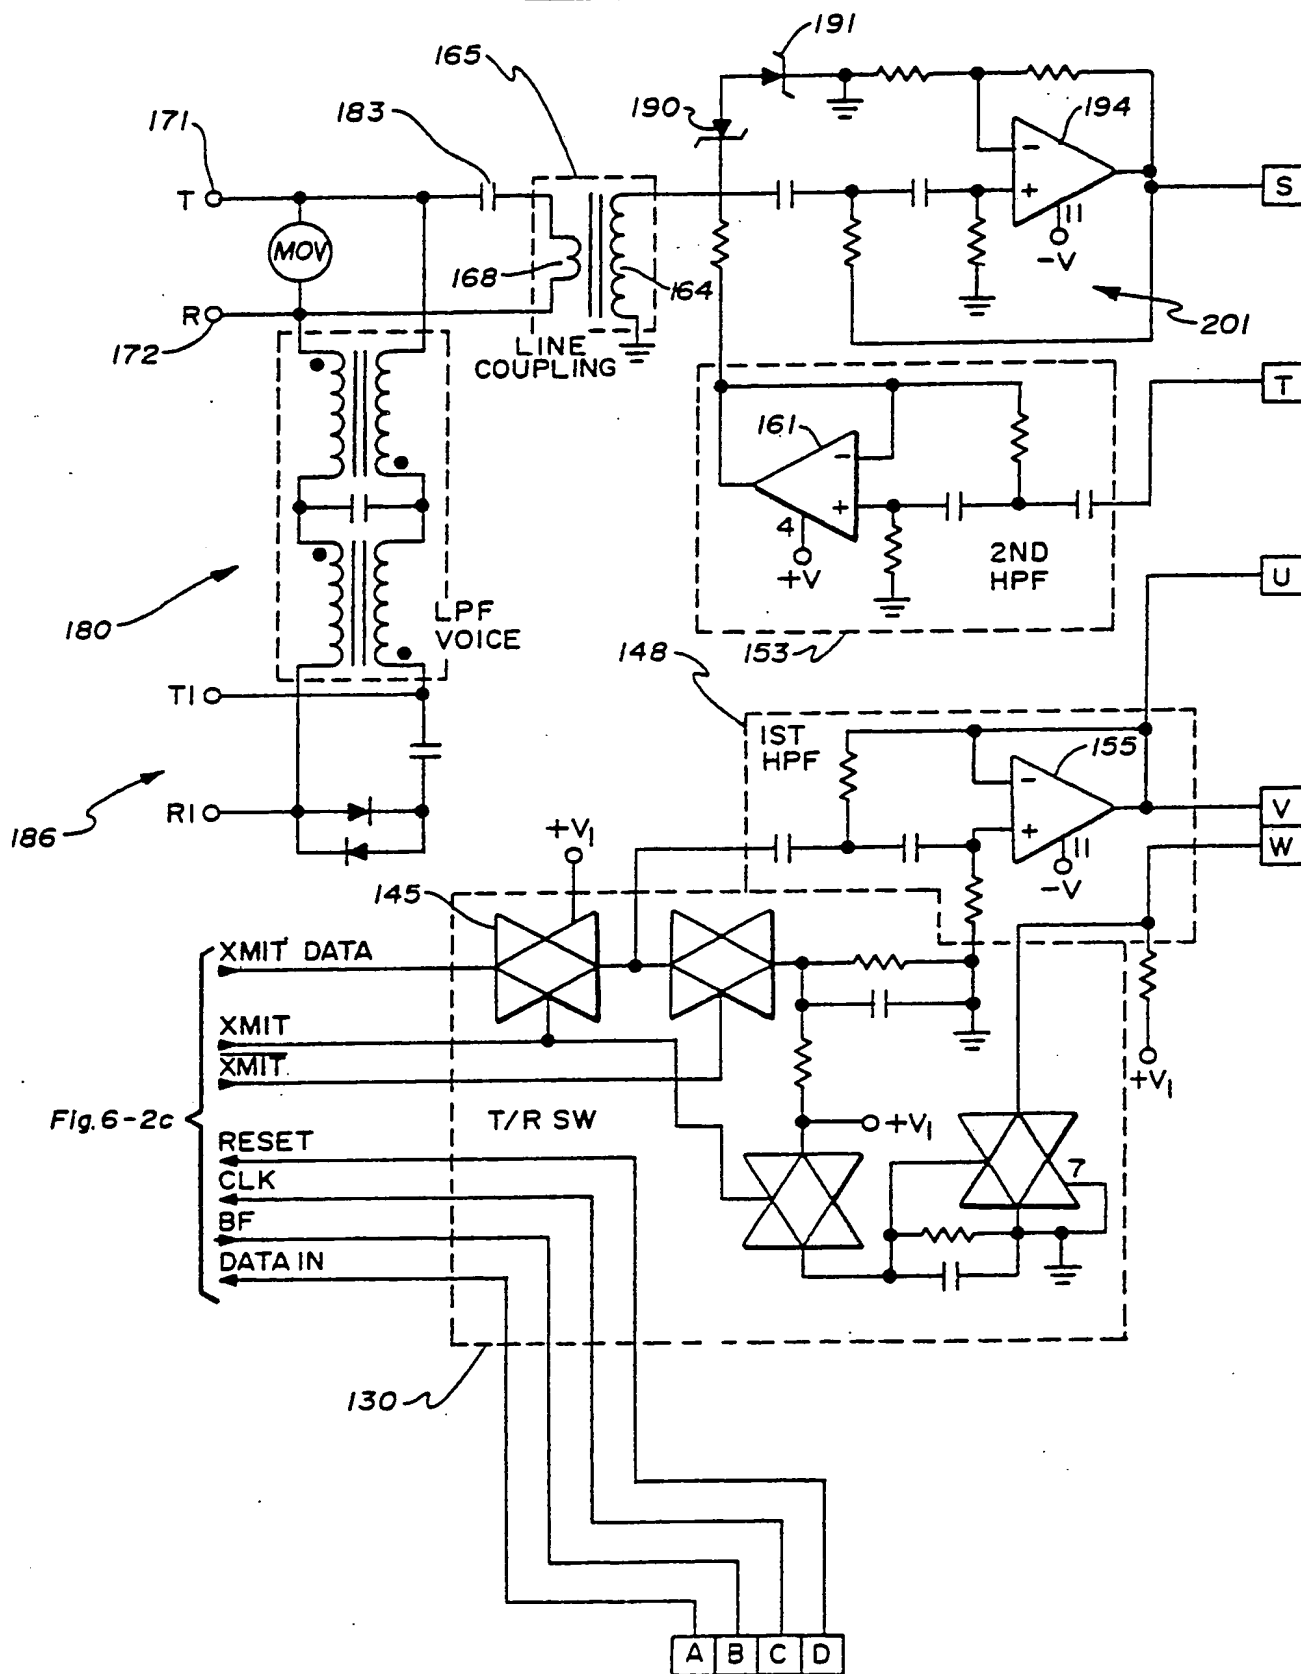 191
165
190
194
183
171
T
MOV
168
164
+
-
11
-V
S
201
R
172
LINE
COUPLING
T
161
-
+
4
+V
2ND
HPF
U
180
LPF
VOICE
148
153
T1
1ST
HPF
155
-
+
11
-V
V
W
186
R1
+V1
145
XMIT DATA
XMIT
XMIT
+V1
Fig. 6-2c
T/R SW
+V1
RESET
7
CLK
BF
DATA IN
130
A B C D